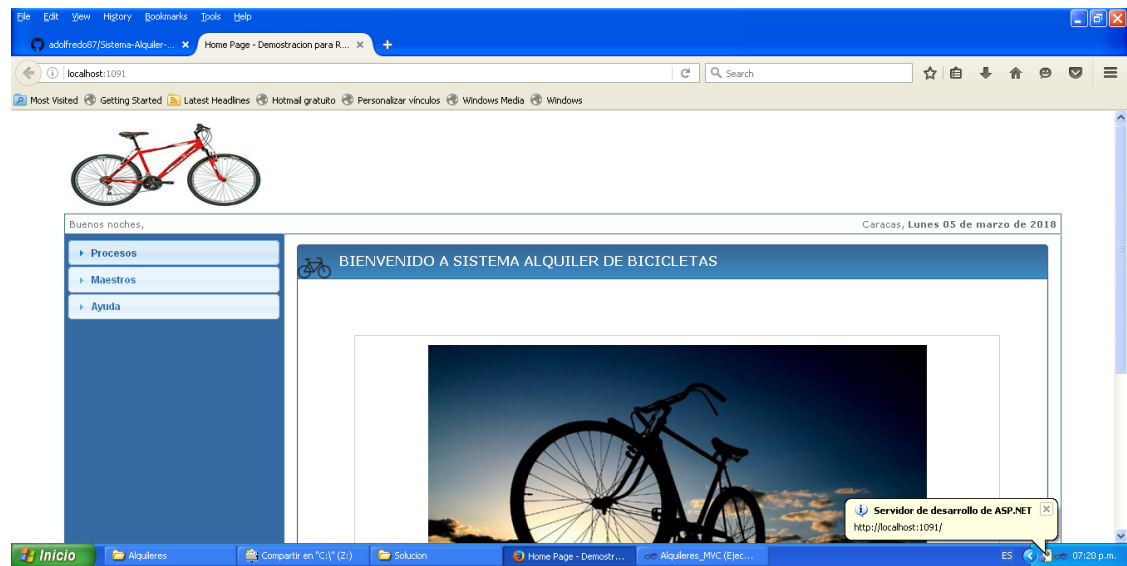 File Edit View History Bookmarks Tools Help
adolfredo87/Sistema-Alquiler-... Home Page - Demostracion para R...
localhost:1091 Search
Most Visited Getting Started Latest Headlines Hotmail gratuito Personalizar vínculos Windows Media Windows
Buenos noches, Caracas, Lunes 05 de marzo de 2018
Procesos
Maestros
Ayuda
BIENVENIDO A SISTEMA ALQUILER DE BICICLETAS
Servidor de desarrollo de ASP.NET
http://localhost:1091/
Inicio Alquileres Compartir en "C:\" (Z:) Solucion Home Page - Demostr... Alquileres_MVC (Ejec... ES 07:20 p.m.